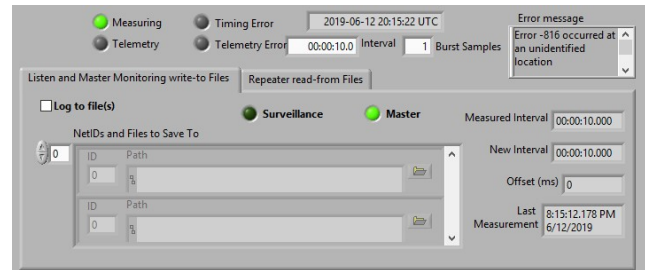 Measuring
Timing Error
2019-06-12 20:15:22 UTC
Telemetry
Telemetry Error
00:00:10.0
Interval
1
Burst Samples
Error message
Error -816 occurred at
an unidentified
location
Listen and Master Monitoring write-to Files
Repeater read-from Files
Log to file(s)
Surveillance
Master
NetIDs and Files to Save To
0
ID
Path
0
ID
Path
0
Measured Interval
00:00:10.000
New Interval
00:00:10.000
Offset (ms)
0
Last
Measurement
8:15:12.178 PM
6/12/2019